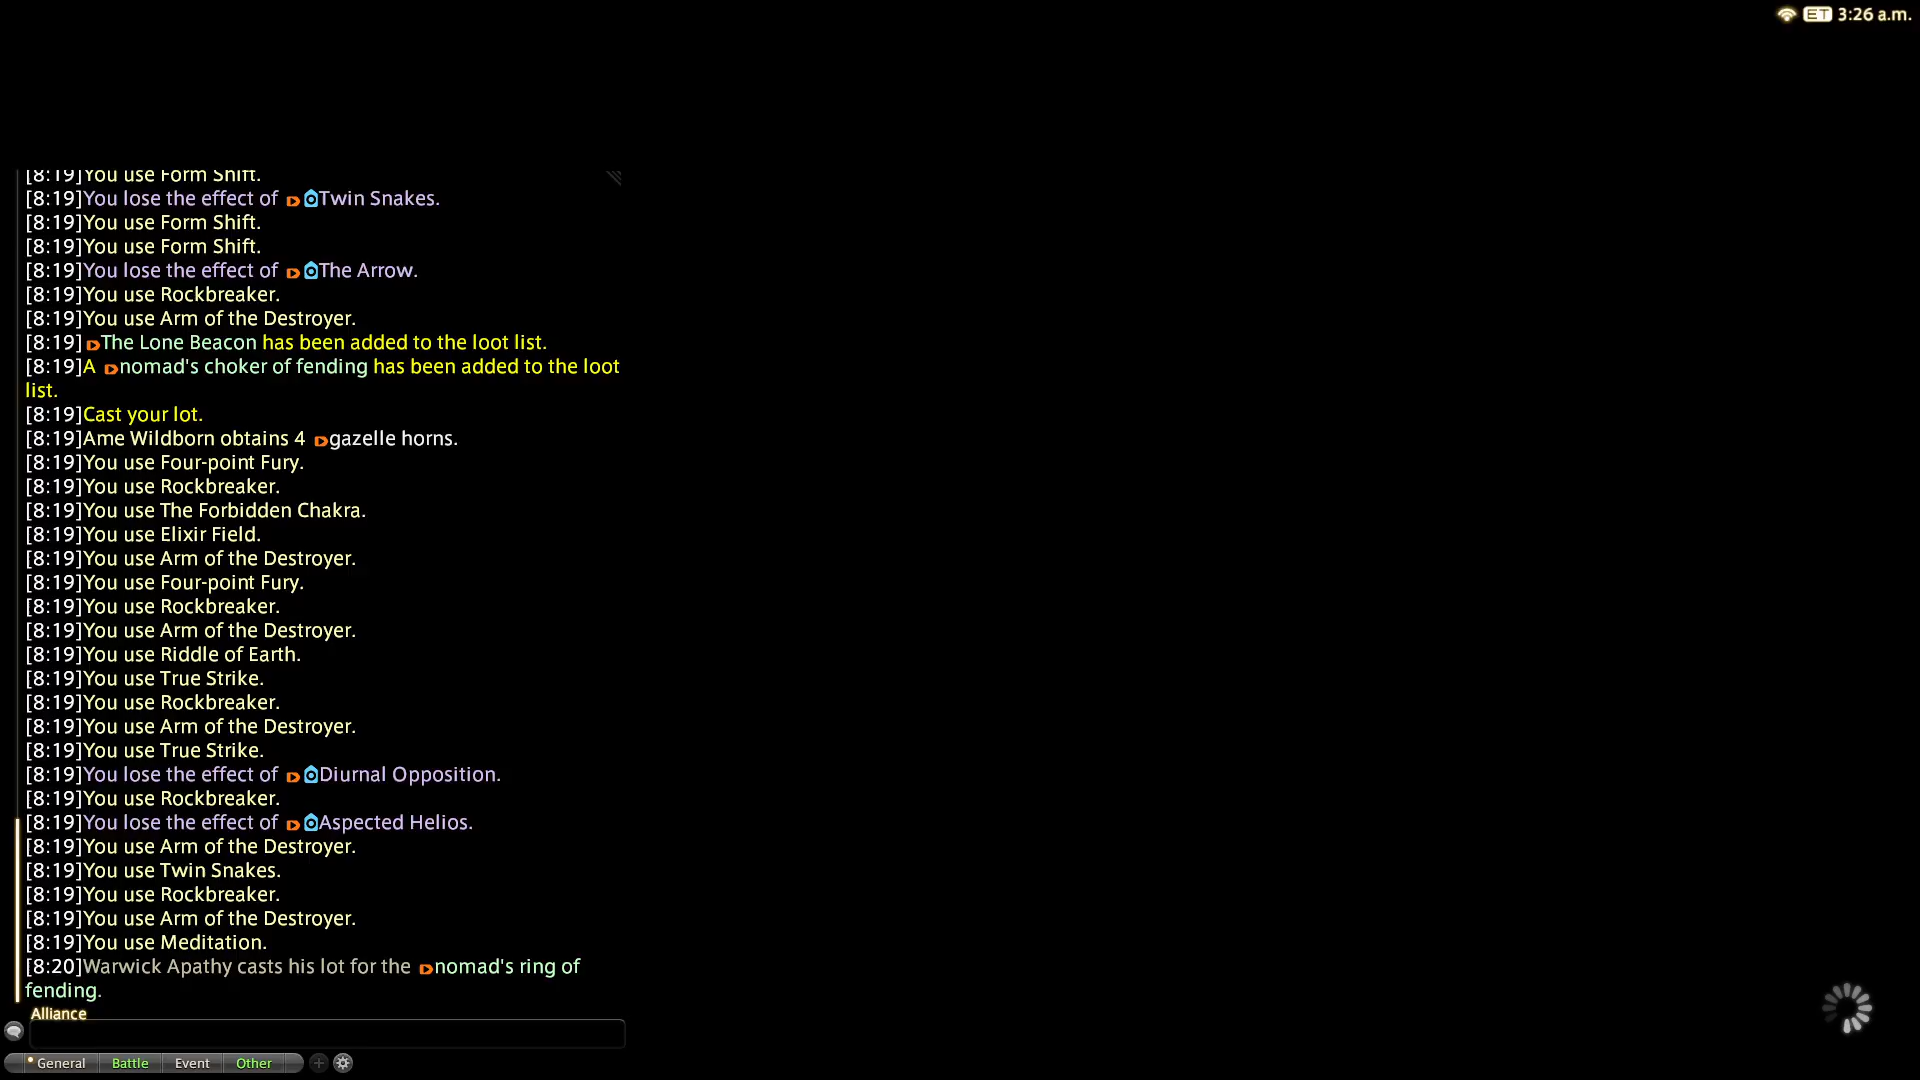 ET 3:26 a.m.
[8:19]You use Form Shift.
[8:19]You lose the effect of Twin Snakes.
[8:19]You use Form Shift.
[8:19]You use Form Shift.
[8:19]You lose the effect of The Arrow.
[8:19]You use Rockbreaker.
[8:19]You use Arm of the Destroyer.
[8:19]The Lone Beacon has been added to the loot list.
[8:19]A nomad's choker of fending has been added to the loot
list.
[8:19]Cast your lot.
[8:19]Ame Wildborn obtains 4 gazelle horns.
[8:19]You use Four-point Fury.
[8:19]You use Rockbreaker.
[8:19]You use The Forbidden Chakra.
[8:19]You use Elixir Field.
[8:19]You use Arm of the Destroyer.
[8:19]You use Four-point Fury.
[8:19]You use Rockbreaker.
[8:19]You use Arm of the Destroyer.
[8:19]You use Riddle of Earth.
[8:19]You use True Strike.
[8:19]You use Rockbreaker.
[8:19]You use Arm of the Destroyer.
[8:19]You use True Strike.
[8:19]You lose the effect of Diurnal Opposition.
[8:19]You use Rockbreaker.
[8:19]You lose the effect of Aspected Helios.
[8:19]You use Arm of the Destroyer.
[8:19]You use Twin Snakes.
[8:19]You use Rockbreaker.
[8:19]You use Arm of the Destroyer.
[8:19]You use Meditation.
[8:20]Warwick Apathy casts his lot for the nomad's ring of
fending.
Alliance
General Battle Event Other